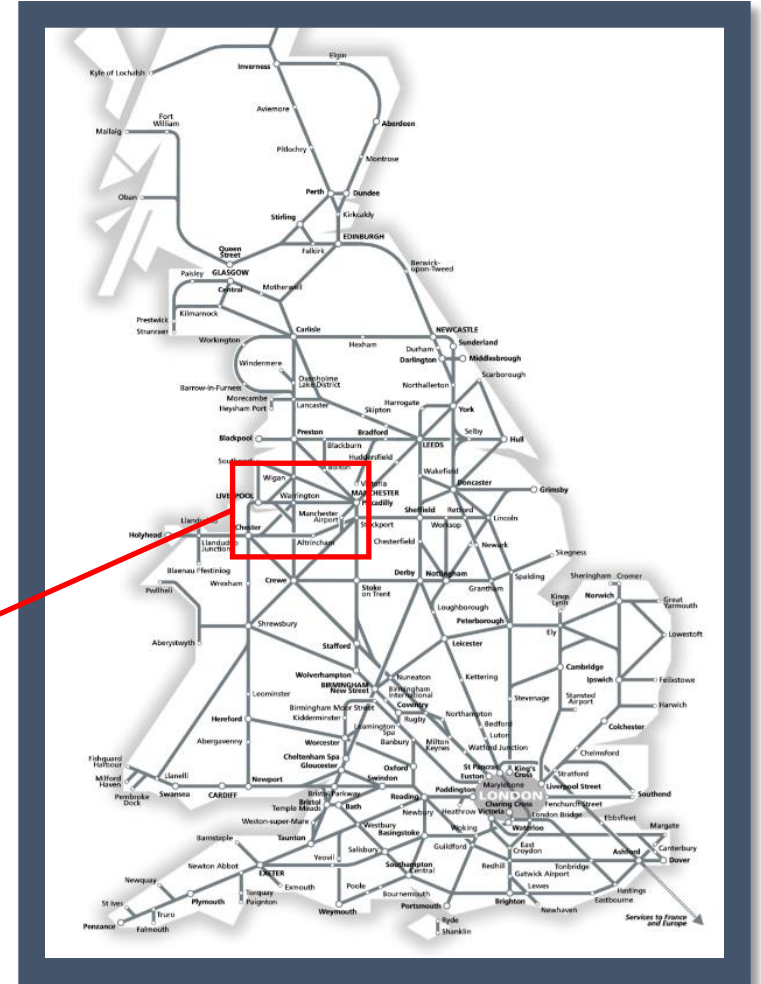 Elgin
Inverness
Kyle of Lochalsh
Aviemore
Fort
William
Aberdeen
Mallaig
Pitlochry
Montrose
Perth
Dundee
Oban
Stirling
Kirkcaldy
EDINBURGH
Queen
Street
Falkirk
Berwick-
upon-Tweed
Paisley
GLASGOW
Central
Motherwell
Prestwick
Kilmarnock
Stranraer
Carlisle
NEWCASTLE
Workington
Hexham
Durham
Sunderland
Darlington
Middlesbrough
Windermere
Scarborough
Oxenholme
Lake District
Barrow-in-Furness
Northallerton
Morecambe
Heysham Port
Lancaster
Harrogate
Skipton
York
Blackpool
Preston
Bradford
Selby
Blackburn
LEEDS
Hull
Huddersfield
Southport
Bolton
Wakefield
Wigan
Victoria
Doncaster
LIVERPOOL
Warrington
MANCHESTER
Piccadilly
Grimsby
Manchester
Airport
Sheffield
Retford
Llandudno
Chester
Stockport
Worksop
Lincoln
Holyhead
Llandudno
Junction
Altrincham
Chesterfield
Newark
Skegness
Blaenau Ffestiniog
Derby
Nottingham
Pwllheli
Wrexham
Crewe
Stoke
on Trent
Grantham
Spalding
Sheringham
Cromer
Kings
Lynn
Norwich
Great
Yarmouth
Loughborough
Peterborough
Aberystwyth
Shrewsbury
Ely
Lowestoft
Stafford
Leicester
Wolverhampton
Cambridge
BIRMINGHAM
New Street
Nuneaton
Kettering
Birmingham
International
Ipswich
Felixstowe
Leominster
Stevenage
Stansted
Airport
Birmingham Moor Street
Coventry
Harwich
Hereford
Kidderminster
Rugby
Northampton
Bedford
Leamington
Spa
Colchester
Abergavenny
Worcester
Banbury
Milton
Keynes
Luton
Watford Junction
Chelmsford
Cheltenham Spa
Fishguard
Harbour
Gloucester
Oxford
St Pancras
King's
Cross
Euston
Stratford
Milford
Haven
Llanelli
Newport
Swindon
Marylebone
Liverpool Street
Pembroke
Dock
Swansea
CARDIFF
Bristol Parkway
Reading
Paddington
LONDON
Southend
Bristol
Temple Meads
Bath
Charing Cross
Fenchurch Street
Newbury
Heathrow
Victoria
London Bridge
Ebbsfleet
Weston-super-Mare
Westbury
Waterloo
Margate
Barnstaple
Taunton
Basingstoke
Woking
East
Croydon
Canterbury
Salisbury
Guildford
Ashford
Dover
Newton Abbot
Yeovil
Southampton
Central
Redhill
Tonbridge
Newquay
EXETER
Gatwick Airport
Exmouth
Poole
Lewes
Hastings
St Ives
Torquay
Paignton
Bournemouth
Eastbourne
Plymouth
Weymouth
Portsmouth
Brighton
Newhaven
Truro
Penzance
Falmouth
Ryde
Shanklin
Services to France
and Europe